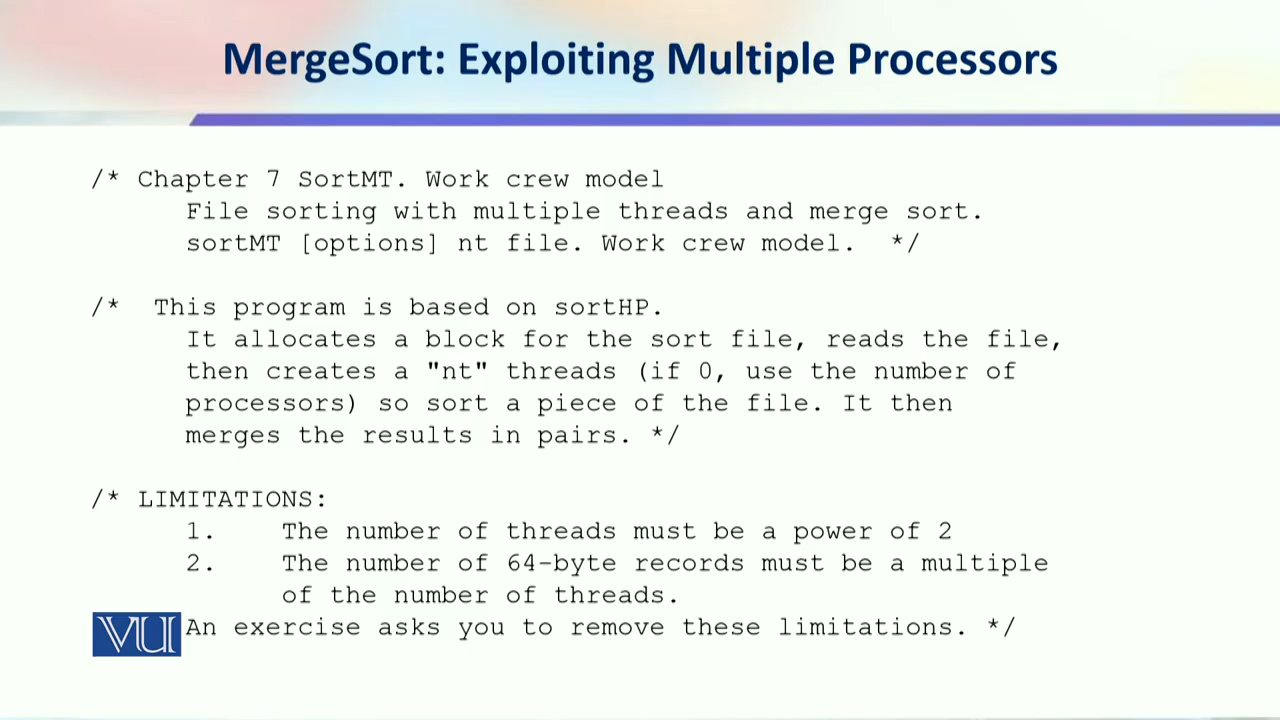 MergeSort: Exploiting Multiple Processors
/* Chapter 7 SortMT. Work crew model
File sorting with multiple threads and merge sort.
sortMT [options] nt file. Work crew model. */
/* This program is based on sortHP.
It allocates a block for the sort file, reads the file,
then creates a "nt" threads (if 0, use the number of
processors) so sort a piece of the file. It then
merges the results in pairs. */
/* LIMITATIONS:
1. The number of threads must be a power of 2
2. The number of 64-byte records must be a multiple
of the number of threads.
VU An exercise asks you to remove these limitations. */